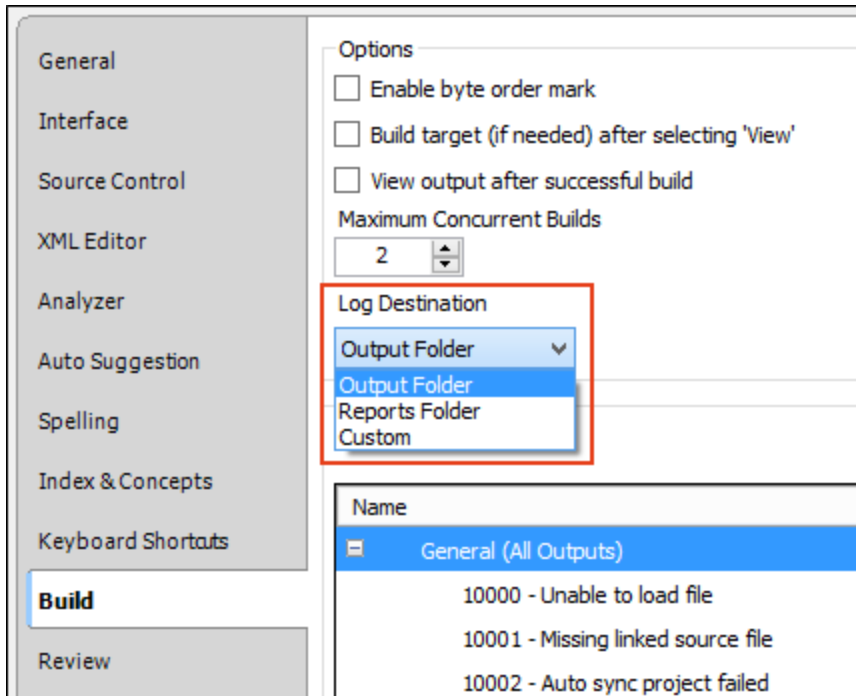 General
Interface
Source Control
XML Editor
Analyzer
Auto Suggestion
Spelling
Index & Concepts
Keyboard Shortcuts
Build
Review
Options
Enable byte order mark
Build target (if needed) after selecting 'View'
View output after successful build
Maximum Concurrent Builds
2
Log Destination
Output Folder
Output Folder
Reports Folder
Custom
Name
General (All Outputs)
10000 - Unable to load file
10001 - Missing linked source file
10002 - Auto sync project failed